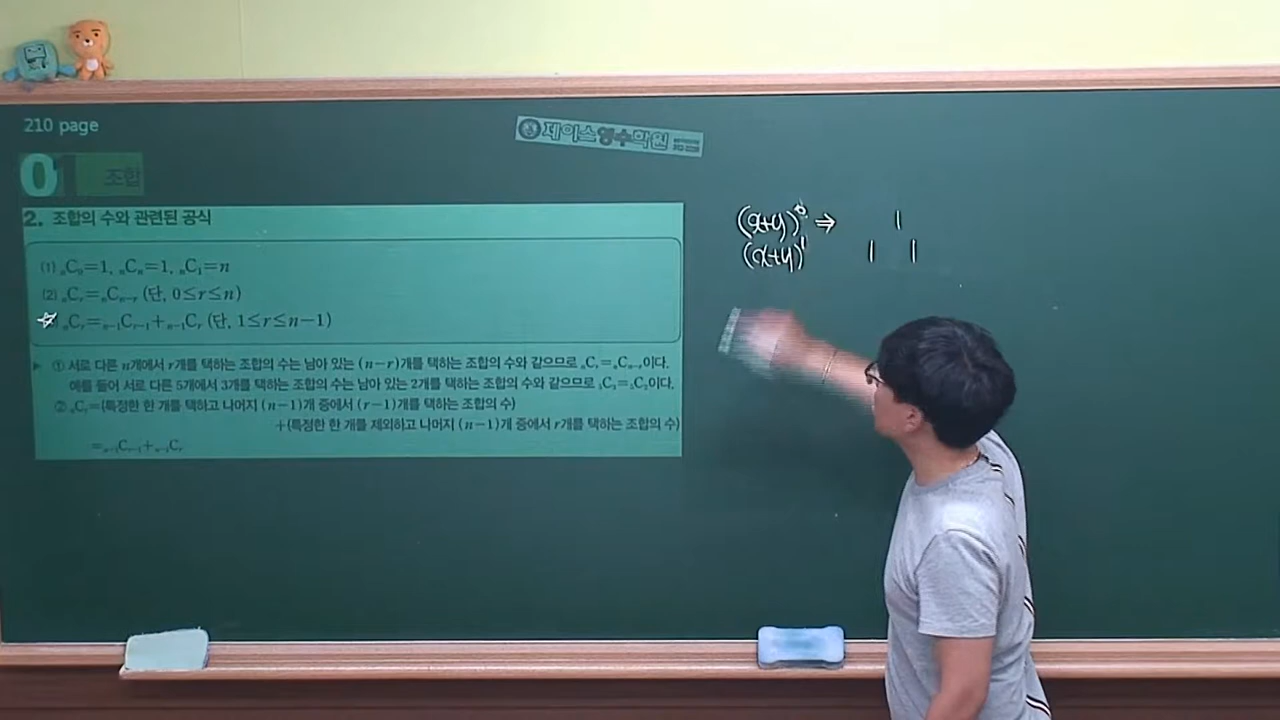 210 page
제이스영수학원
01 조합
2. 조합의 수와 관련된 공식
(1) ₙC₀=1, ₙCₙ=1, ₙC₁=n
(2) ₙCᵣ=ₙCₙ₋ᵣ (단, 0≤r≤n)
☆ ₙCᵣ=ₙ₋₁Cᵣ₋₁+ₙ₋₁Cᵣ (단, 1≤r≤n-1)
▶ ① 서로 다른 n개에서 r개를 택하는 조합의 수는 남아 있는 (n-r)개를 택하는 조합의 수와 같으므로 ₙCᵣ=ₙCₙ₋ᵣ이다.
예를 들어 서로 다른 5개에서 3개를 택하는 조합의 수는 남아 있는 2개를 택하는 조합의 수와 같으므로 ₅C₃=₅C₂이다.
② ₙCᵣ=(특정한 한 개를 택하고 나머지 (n-1)개 중에서 (r-1)개를 택하는 조합의 수)
+(특정한 한 개를 제외하고 나머지 (n-1)개 중에서 r개를 택하는 조합의 수)
=ₙ₋₁Cᵣ₋₁+ₙ₋₁Cᵣ
(x+y)⁰ ⇒ 1
(x+y)¹ 1 1